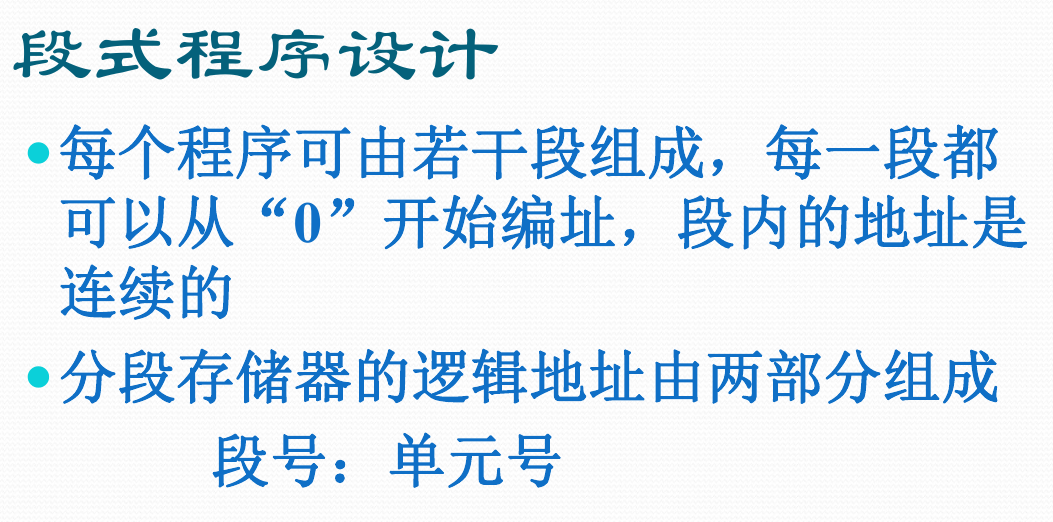 段式程序设计
•每个程序可由若干段组成，每一段都
可以从“0”开始编址，段内的地址是
连续的
•分段存储器的逻辑地址由两部分组成
段号：单元号